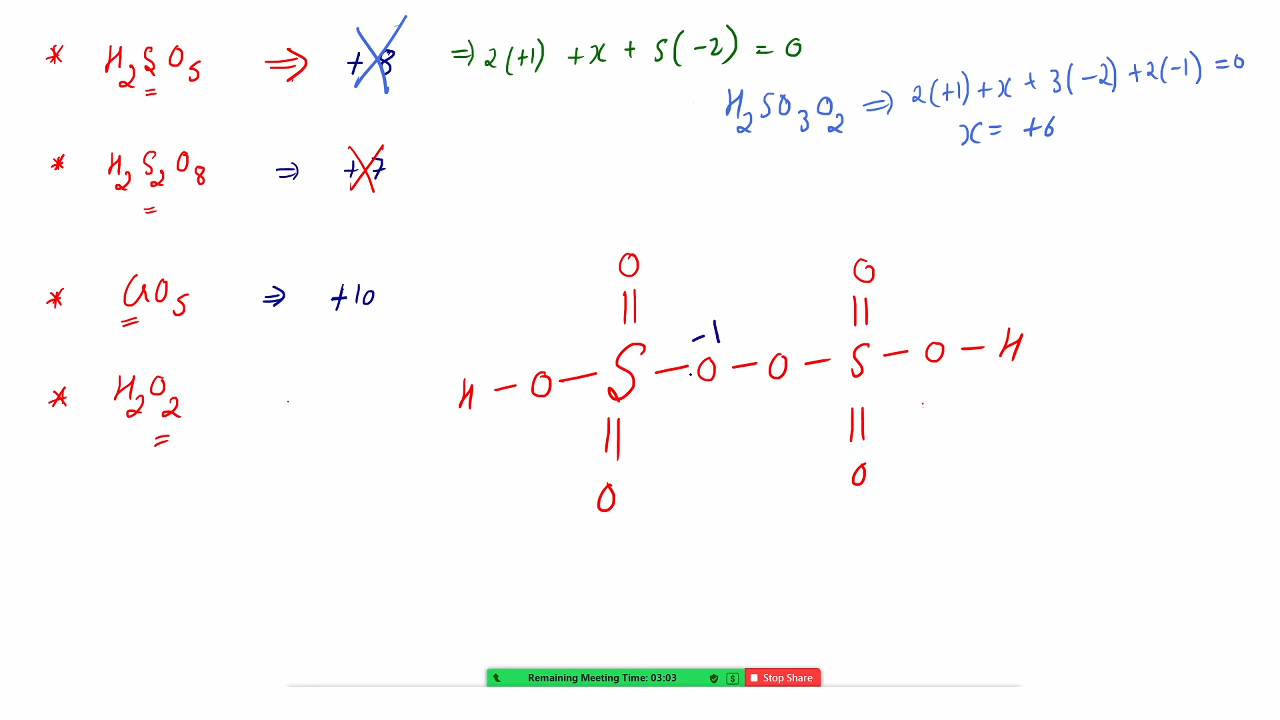 * H₂SO₅ ⇒ +8 ⇒ 2(+1) + x + 5(-2) = 0
H₂SO₃O₂ ⇒ 2(+1) + x + 3(-2) + 2(-1) = 0
x = +6
* H₂S₂O₈ ⇒ +7
* CrO₅ ⇒ +10
* H₂O₂
O O
-1
H - O - S - O - O - S - O - H
O O
Remaining Meeting Time: 03:03 Stop Share